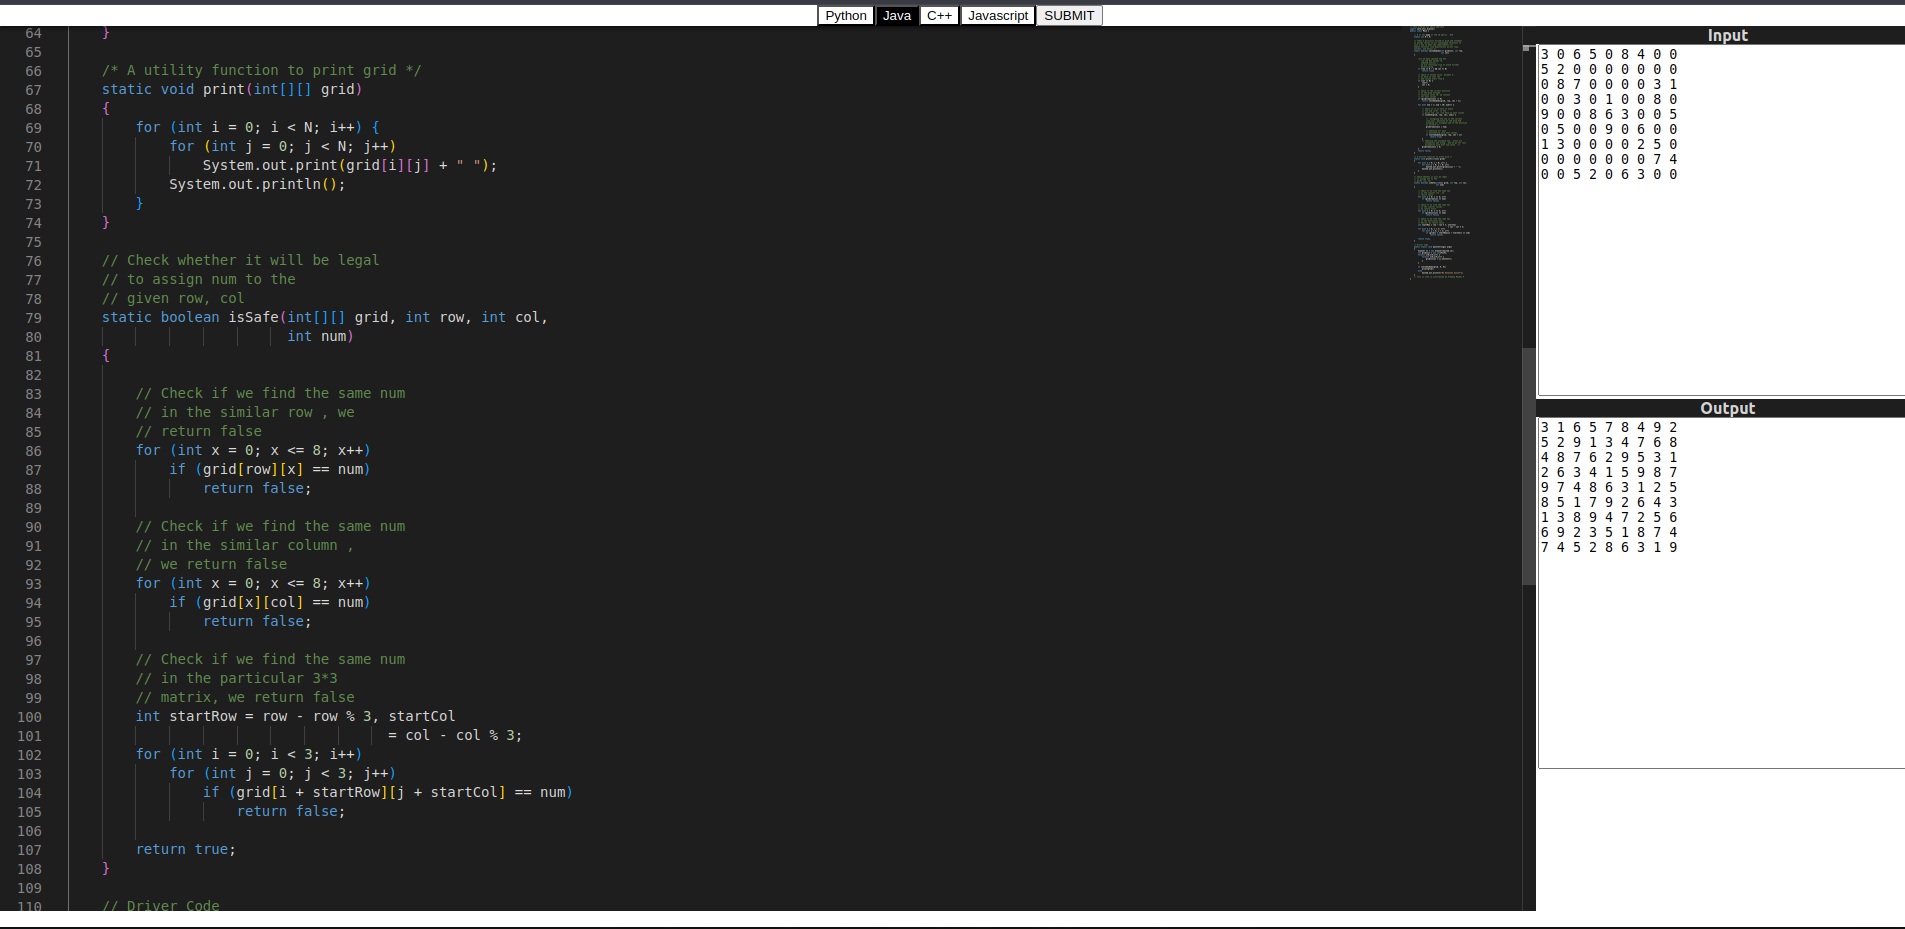 Python Java C++ Javascript SUBMIT
64 }
65
66 /* A utility function to print grid */
67 static void print(int[][] grid)
68 {
69 for (int i = 0; i < N; i++) {
70 for (int j = 0; j < N; j++)
71 System.out.print(grid[i][j] + " ");
72 System.out.println();
73 }
74 }
75
76 // Check whether it will be legal
77 // to assign num to the
78 // given row, col
79 static boolean isSafe(int[][] grid, int row, int col,
80 int num)
81 {
82
83 // Check if we find the same num
84 // in the similar row , we
85 // return false
86 for (int x = 0; x <= 8; x++)
87 if (grid[row][x] == num)
88 return false;
89
90 // Check if we find the same num
91 // in the similar column ,
92 // we return false
93 for (int x = 0; x <= 8; x++)
94 if (grid[x][col] == num)
95 return false;
96
97 // Check if we find the same num
98 // in the particular 3*3
99 // matrix, we return false
100 int startRow = row - row % 3, startCol
101 = col - col % 3;
102 for (int i = 0; i < 3; i++)
103 for (int j = 0; j < 3; j++)
104 if (grid[i + startRow][j + startCol] == num)
105 return false;
106
107 return true;
108 }
109
110 // Driver Code
Input
3 0 6 5 0 8 4 0 0
5 2 0 0 0 0 0 0 0
0 8 7 0 0 0 0 3 1
0 0 3 0 1 0 0 8 0
9 0 0 8 6 3 0 0 5
0 5 0 0 9 0 6 0 0
1 3 0 0 0 0 2 5 0
0 0 0 0 0 0 0 7 4
0 0 5 2 0 6 3 0 0
Output
3 1 6 5 7 8 4 9 2
5 2 9 1 3 4 7 6 8
4 8 7 6 2 9 5 3 1
2 6 3 4 1 5 9 8 7
9 7 4 8 6 3 1 2 5
8 5 1 7 9 2 6 4 3
1 3 8 9 4 7 2 5 6
6 9 2 3 5 1 8 7 4
7 4 5 2 8 6 3 1 9